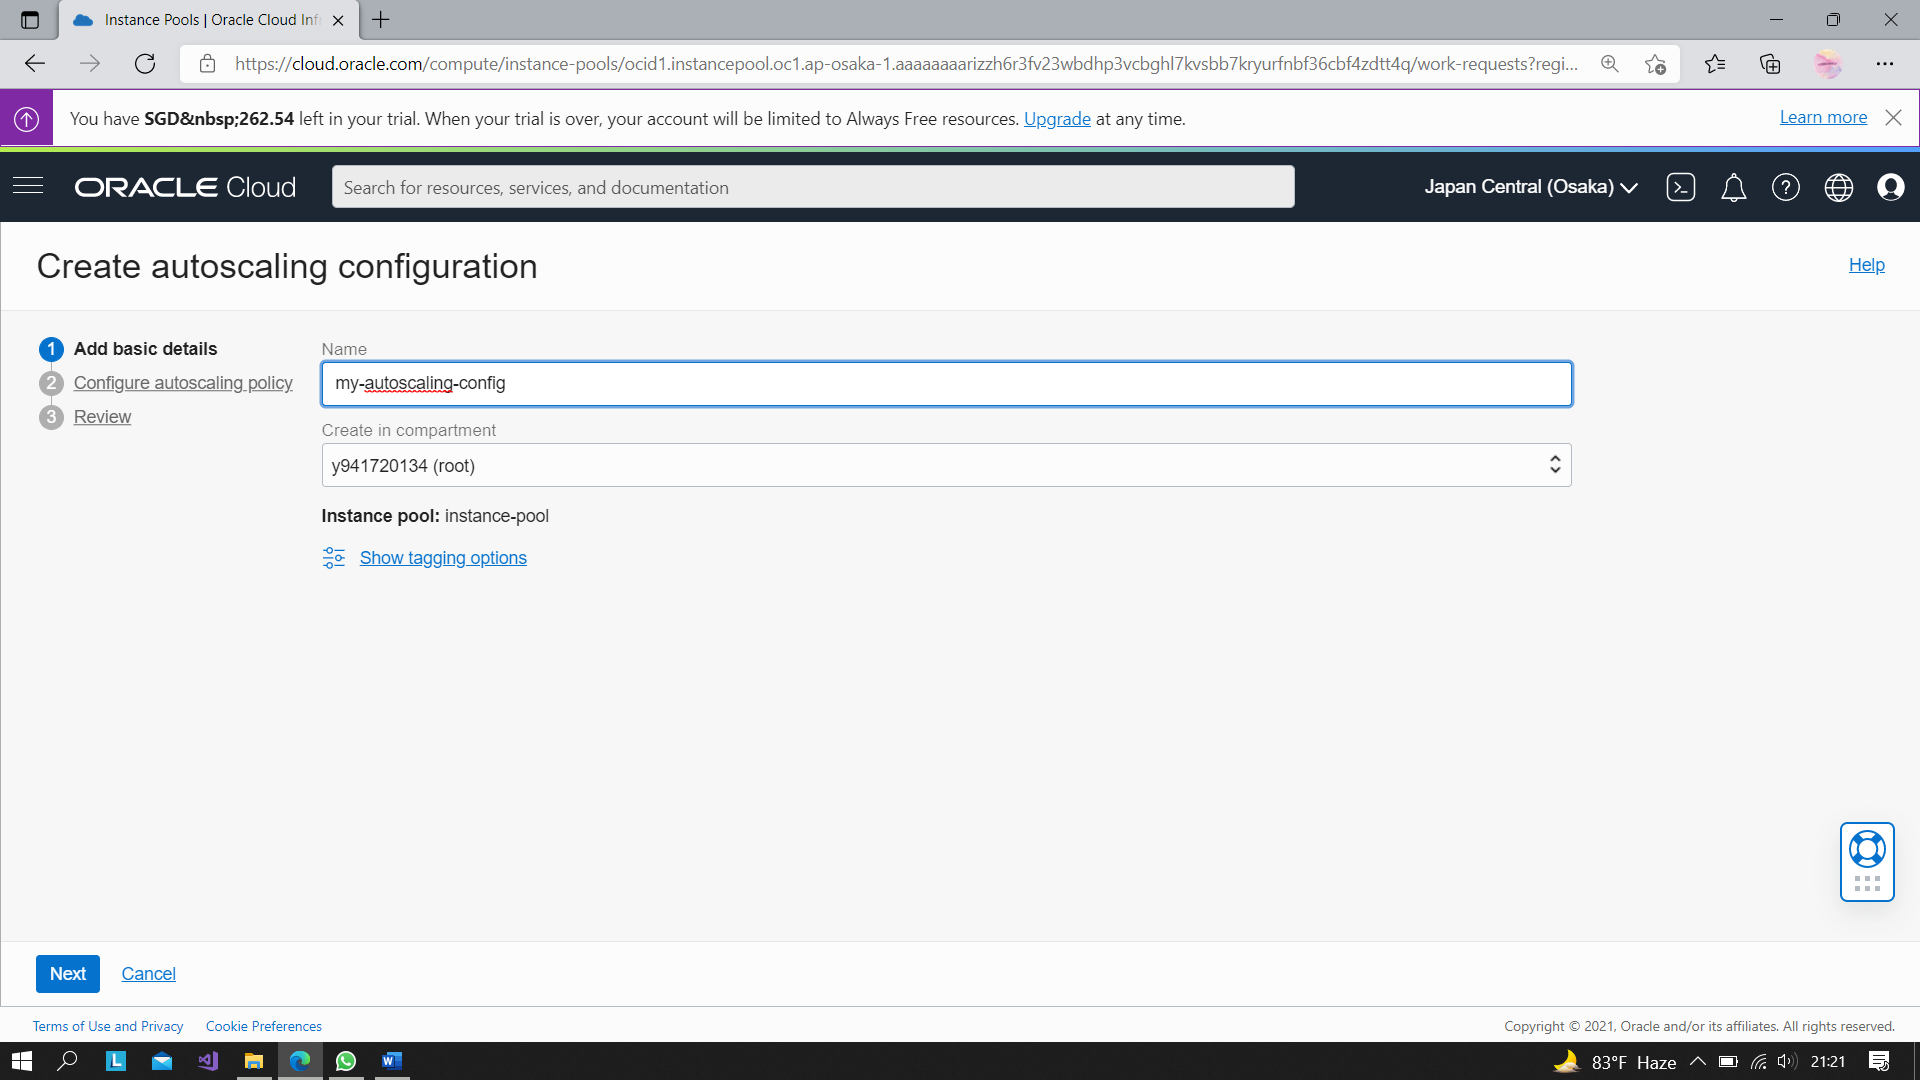 Instance Pools | Oracle Cloud Inf
https://cloud.oracle.com/compute/instance-pools/ocid1.instancepool.oc1.ap-osaka-1.aaaaaaaarizzh6r3fv23wbdhp3vcbghl7kvsbb7kryurfnbf36cbf4zdtt4q/work-requests?regi...
You have SGD&nbsp;262.54 left in your trial. When your trial is over, your account will be limited to Always Free resources. Upgrade at any time.
Learn more
ORACLE Cloud
Search for resources, services, and documentation
Japan Central (Osaka)
Create autoscaling configuration
Help
1 Add basic details
2 Configure autoscaling policy
3 Review
Name
my-autoscaling-config
Create in compartment
y941720134 (root)
Instance pool: instance-pool
Show tagging options
Next
Cancel
Terms of Use and Privacy
Cookie Preferences
Copyright © 2021, Oracle and/or its affiliates. All rights reserved.
L
W
83°F Haze
21:21